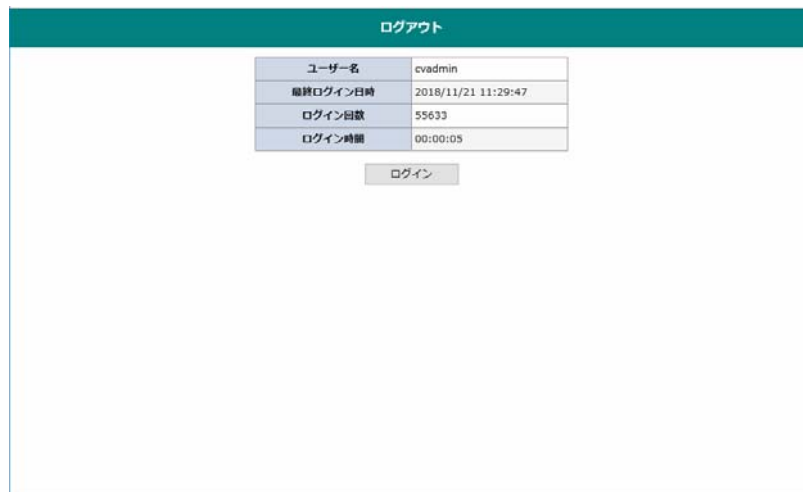 ログアウト
ユーザー名 cvadmin
最終ログイン日時 2018/11/21 11:29:47
ログイン回数 55633
ログイン時間 00:00:05
ログイン